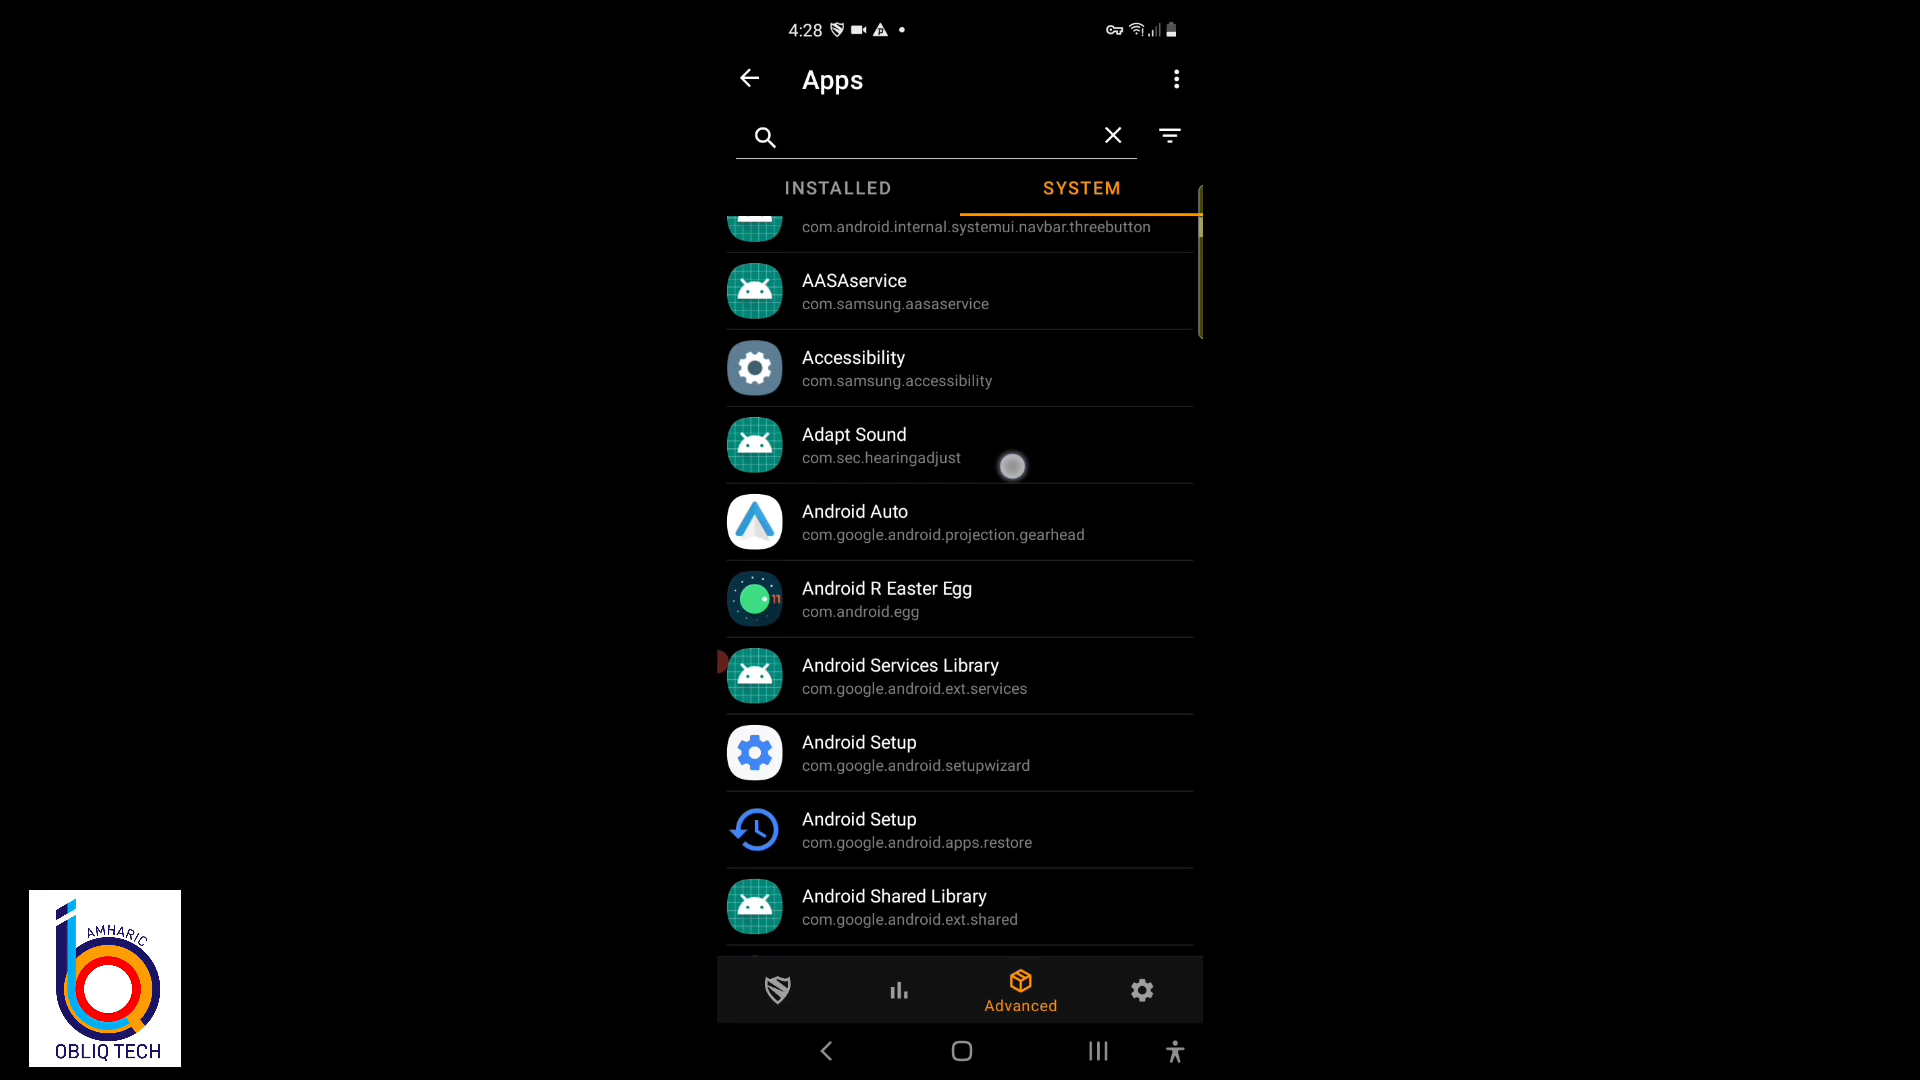 4:28
Apps
INSTALLED
SYSTEM
com.android.internal.systemui.navbar.threebutton
AASAservice
com.samsung.aasaservice
Accessibility
com.samsung.accessibility
Adapt Sound
com.sec.hearingadjust
Android Auto
com.google.android.projection.gearhead
Android R Easter Egg
com.android.egg
11
Android Services Library
com.google.android.ext.services
Android Setup
com.google.android.setupwizard
Android Setup
com.google.android.apps.restore
Android Shared Library
com.google.android.ext.shared
Advanced
AMHARIC
OBLIQ TECH